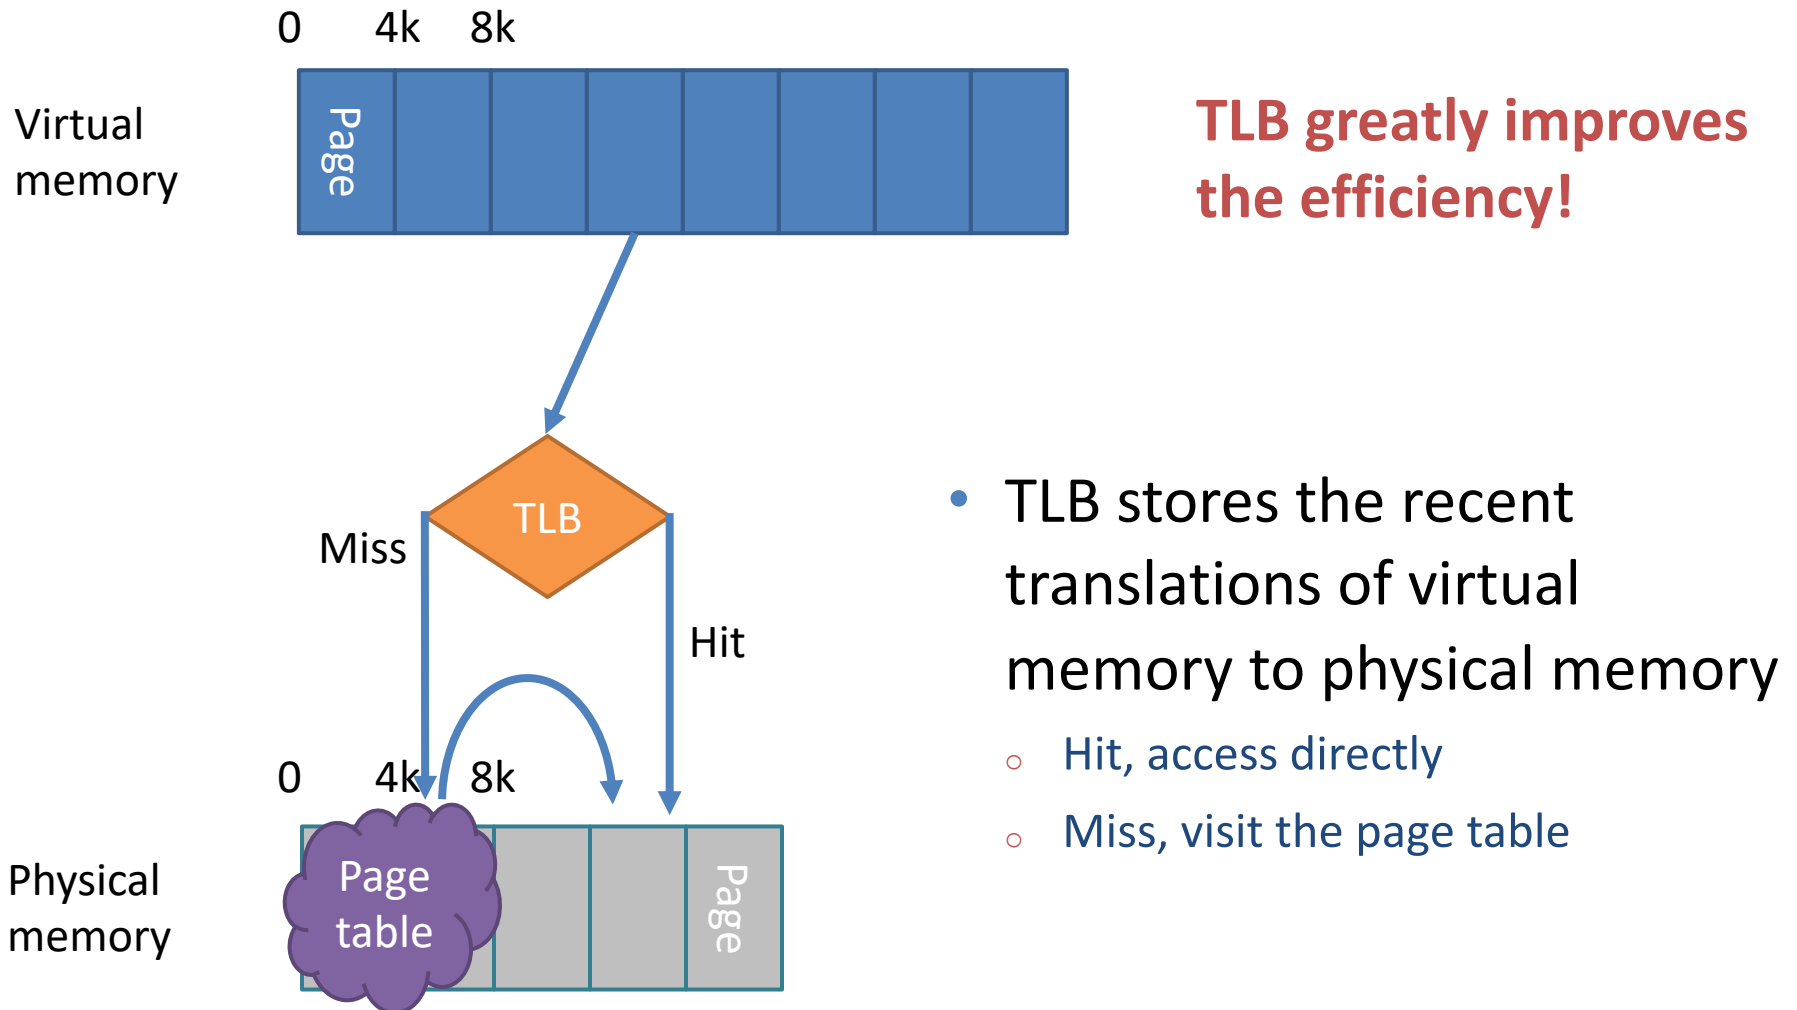 0 4k 8k
Virtual
memory
Page
TLB greatly improves
the efficiency!
TLB
Miss
Hit
• TLB stores the recent
translations of virtual
memory to physical memory
○ Hit, access directly
○ Miss, visit the page table
0 4k 8k
Physical
memory
Page
table
Page